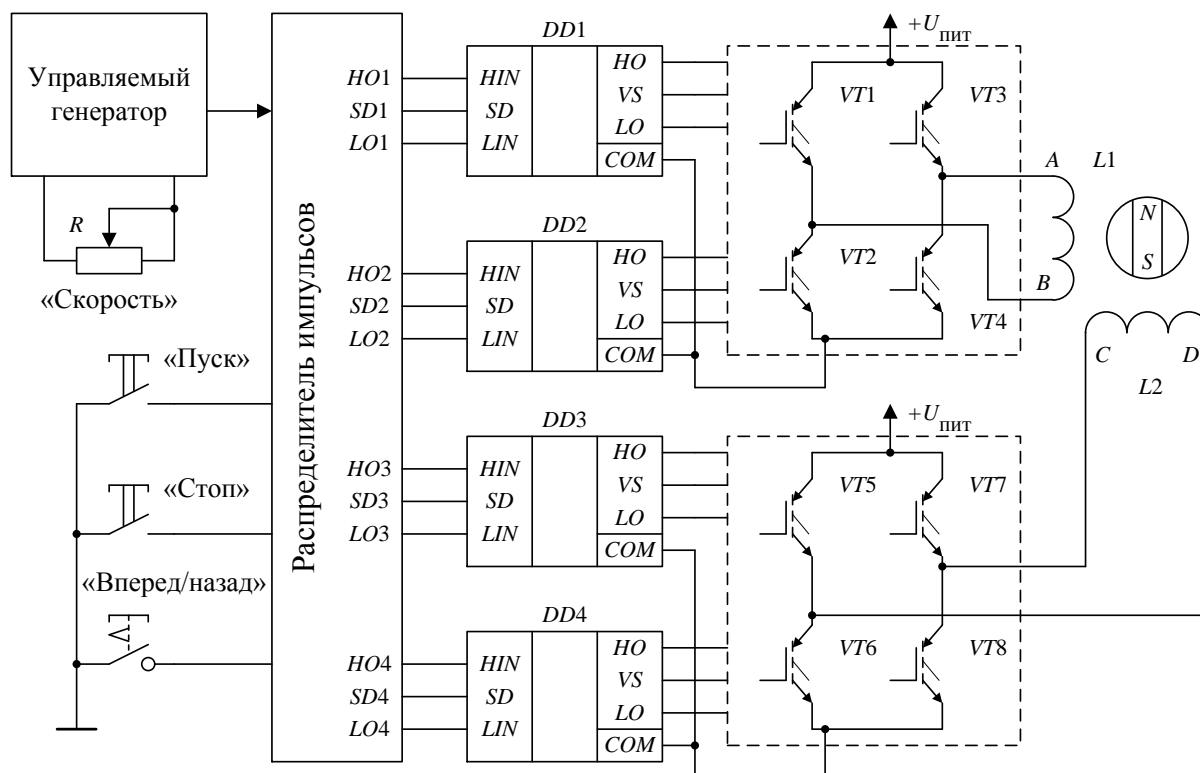 Управляемый
генератор
R
«Скорость»
«Пуск»
«Стоп»
«Вперед/назад»
Распределитель импульсов
HO1
SD1
LO1
HO2
SD2
LO2
HO3
SD3
LO3
HO4
SD4
LO4
DD1
HIN
SD
LIN
HO
VS
LO
COM
DD2
HIN
SD
LIN
HO
VS
LO
COM
DD3
HIN
SD
LIN
HO
VS
LO
COM
DD4
HIN
SD
LIN
HO
VS
LO
COM
+Uпит
VT1
VT3
VT2
VT4
A
L1
B
N
S
C
D
L2
+Uпит
VT5
VT7
VT6
VT8